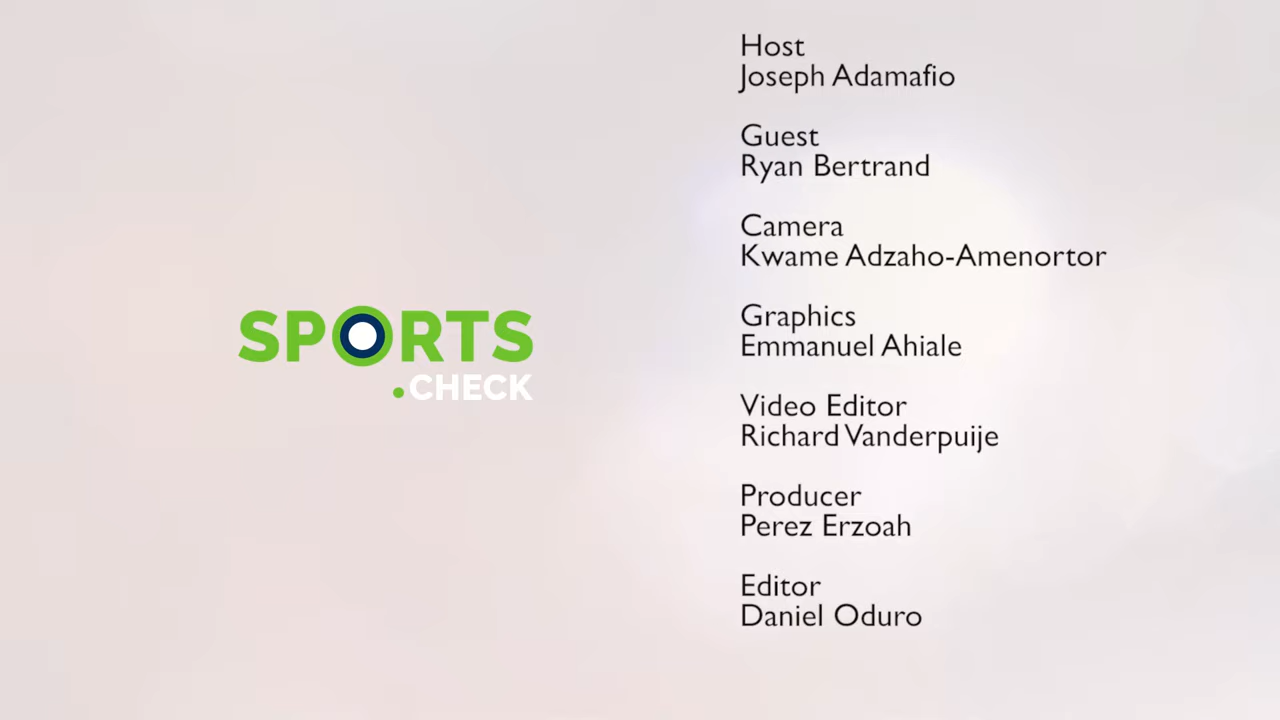 SPORTS
.CHECK
Host
Joseph Adamafio
Guest
Ryan Bertrand
Camera
Kwame Adzaho-Amenortor
Graphics
Emmanuel Ahiale
Video Editor
Richard Vanderpuije
Producer
Perez Erzoah
Editor
Daniel Oduro